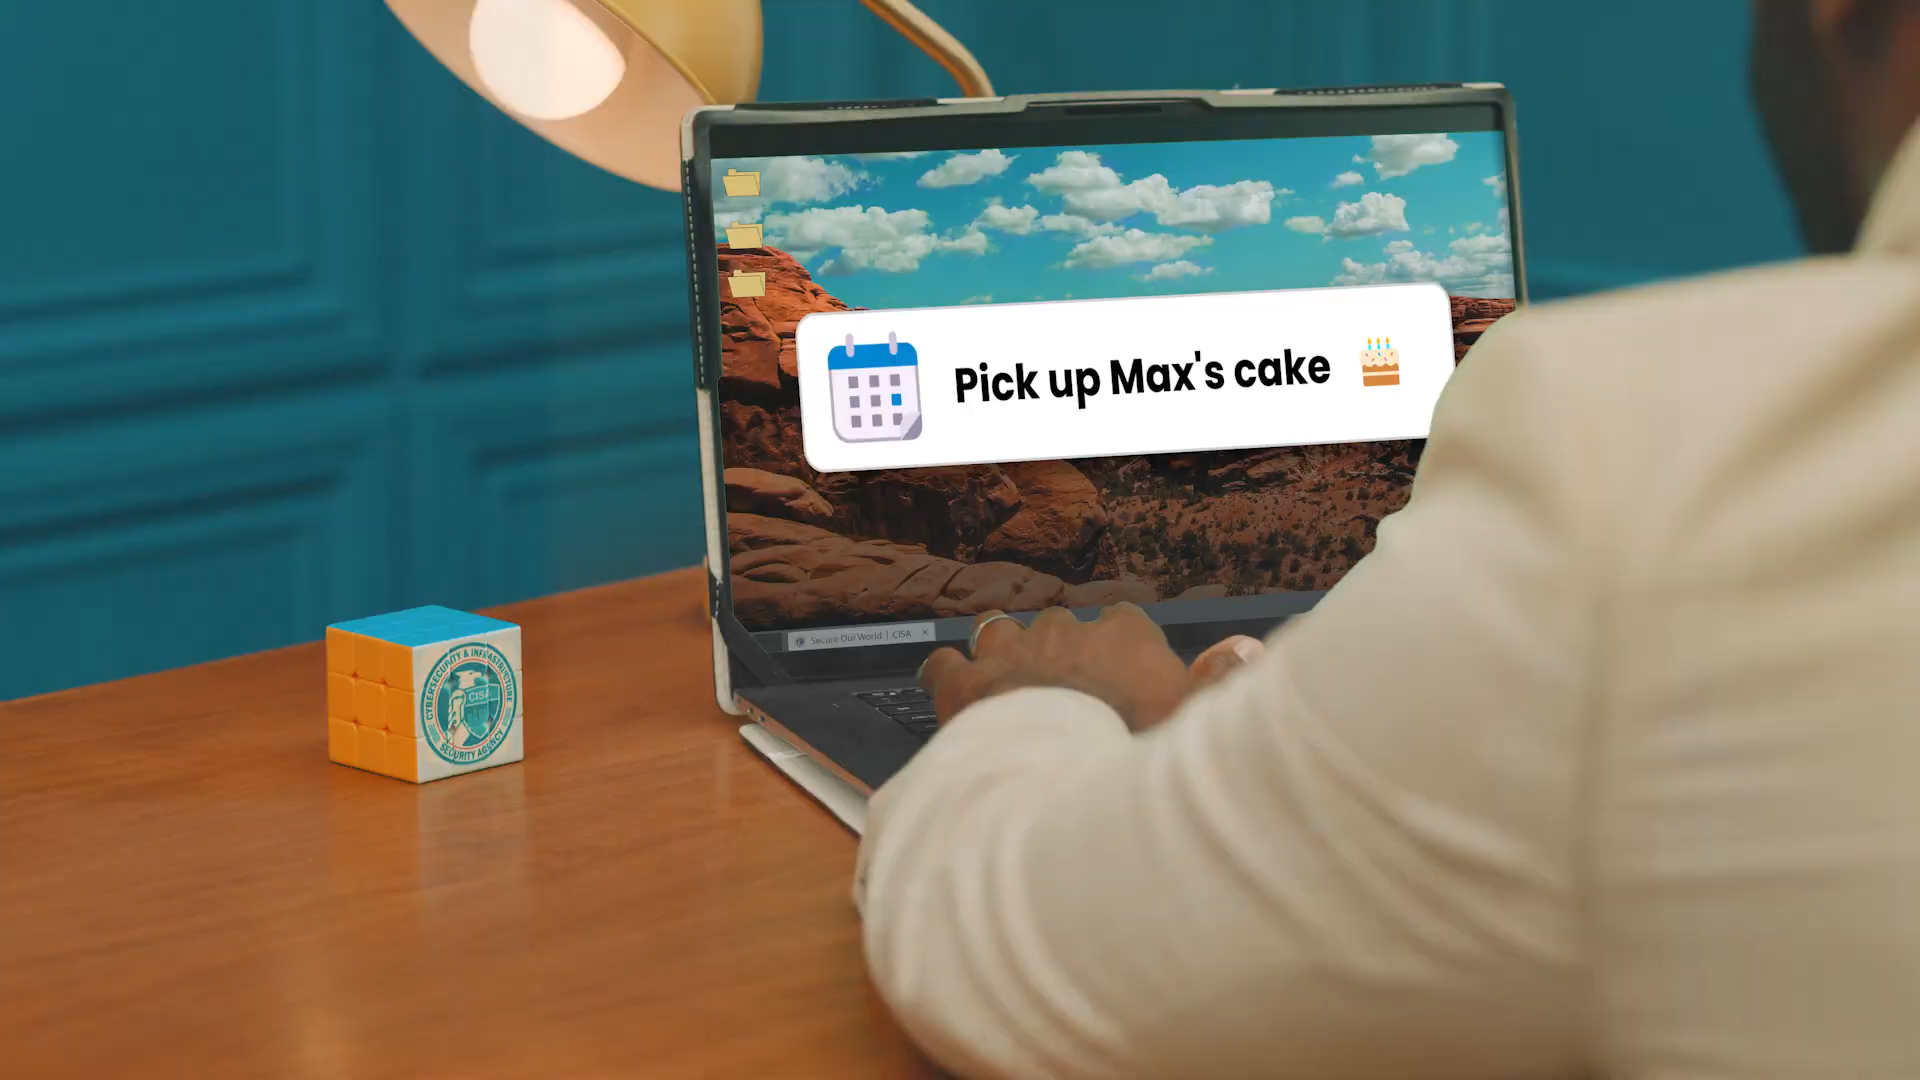 Pick up Max's cake
Secure Our World | CISA
CYBERSECURITY & INFRASTRUCTURE
CISA
SECURITY AGENCY